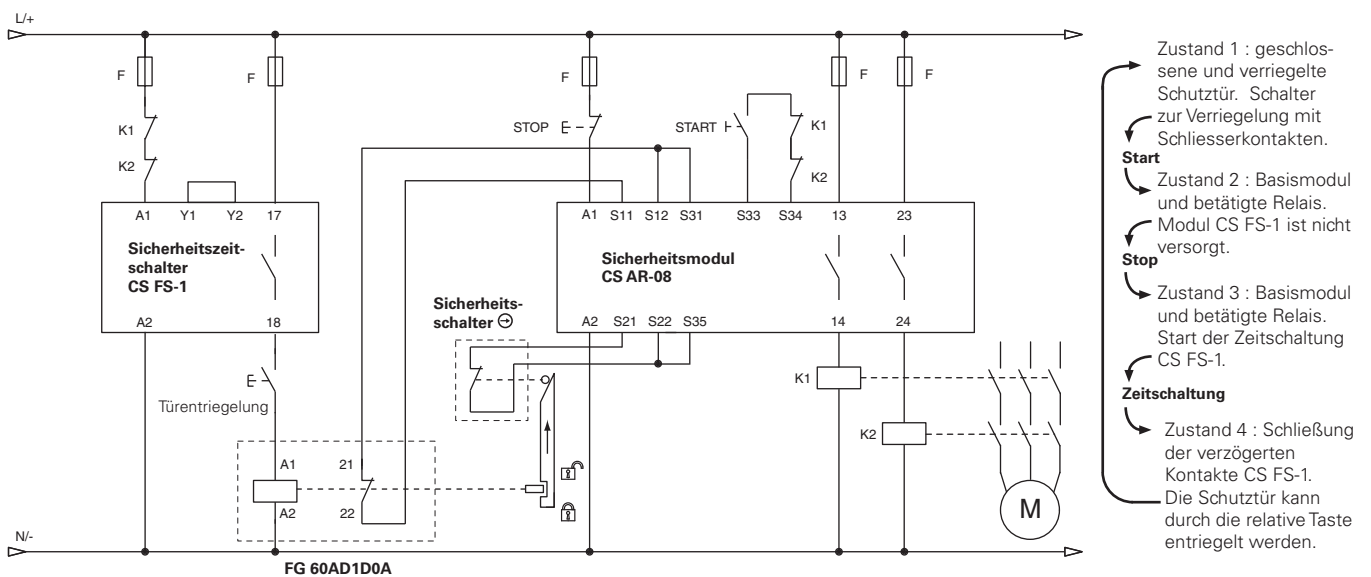 L/+
F
F
F
F
F
K1
K2
STOP
START
K1
K2
A1
Y1
Y2
17
A1
S11
S12
S31
S33
S34
13
23
Sicherheitszeit-
schalter
CS FS-1
Sicherheitsmodul
CS AR-08
A2
18
Sicherheits-
schalter
A2
S21
S22
S35
14
24
Türentriegelung
K1
K2
A1
21
A2
22
M
N/-
FG 60AD1D0A
Zustand 1 : geschlos-
sene und verriegelte
Schutztür. Schalter
zur Verriegelung mit
Schliesserkontakten.
Start
Zustand 2 : Basismodul
und betätigte Relais.
Modul CS FS-1 ist nicht
versorgt.
Stop
Zustand 3 : Basismodul
und betätigte Relais.
Start der Zeitschaltung
CS FS-1.
Zeitschaltung
Zustand 4 : Schließung
der verzögerten
Kontakte CS FS-1.
Die Schutztür kann
durch die relative Taste
entriegelt werden.